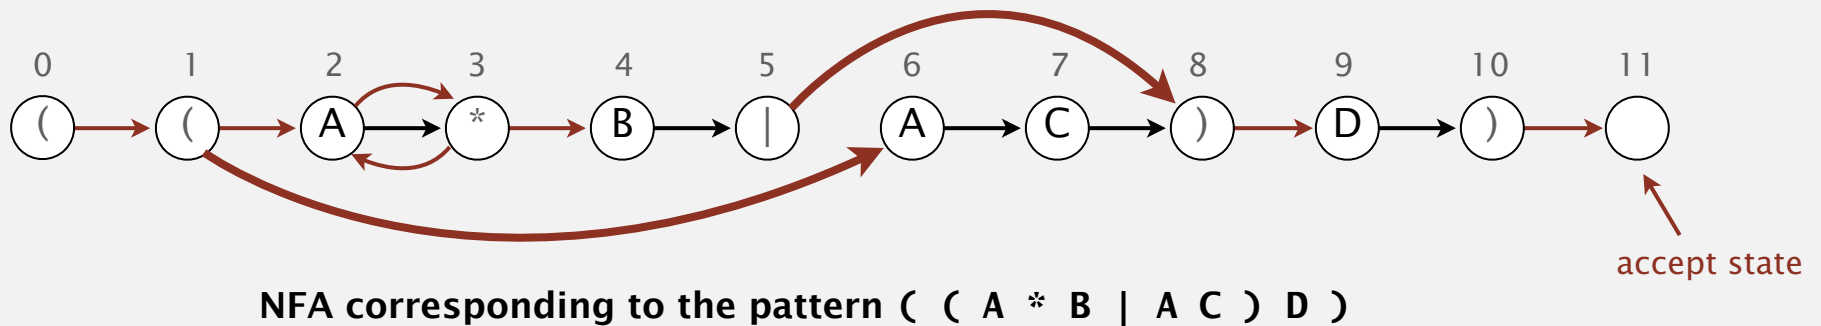 0 1 2 3 4 5 6 7 8 9 10 11
( ( A * B | A C ) D )
accept state
NFA corresponding to the pattern ( ( A * B | A C ) D )